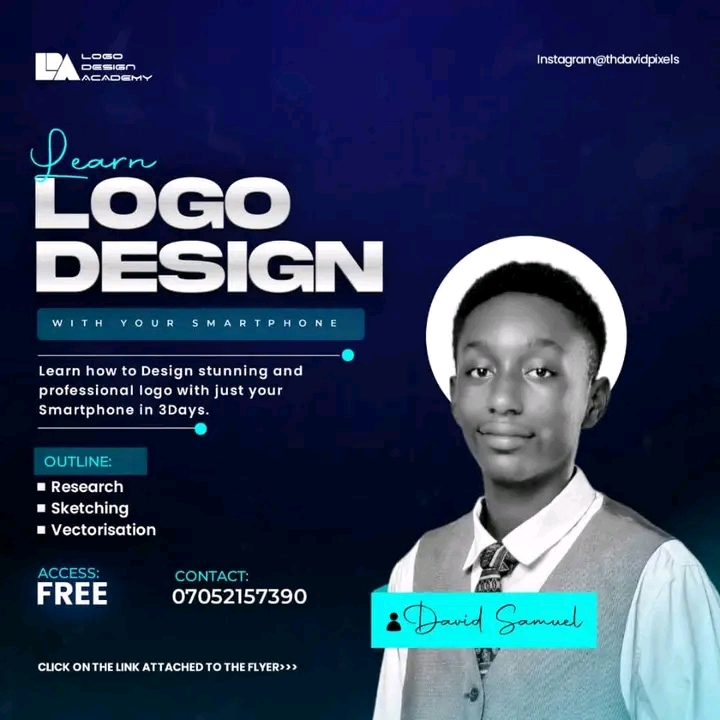 LOGO
DESIGN
ACADEMY
Instagram@thdavidpixels
Learn
LOGO
DESIGN
WITH YOUR SMARTPHONE
Learn how to Design stunning and
professional logo with just your
Smartphone in 3Days.
OUTLINE:
Research
Sketching
Vectorisation
ACCESS:
FREE
CONTACT:
07052157390
David Samuel
CLICK ON THE LINK ATTACHED TO THE FLYER>>>